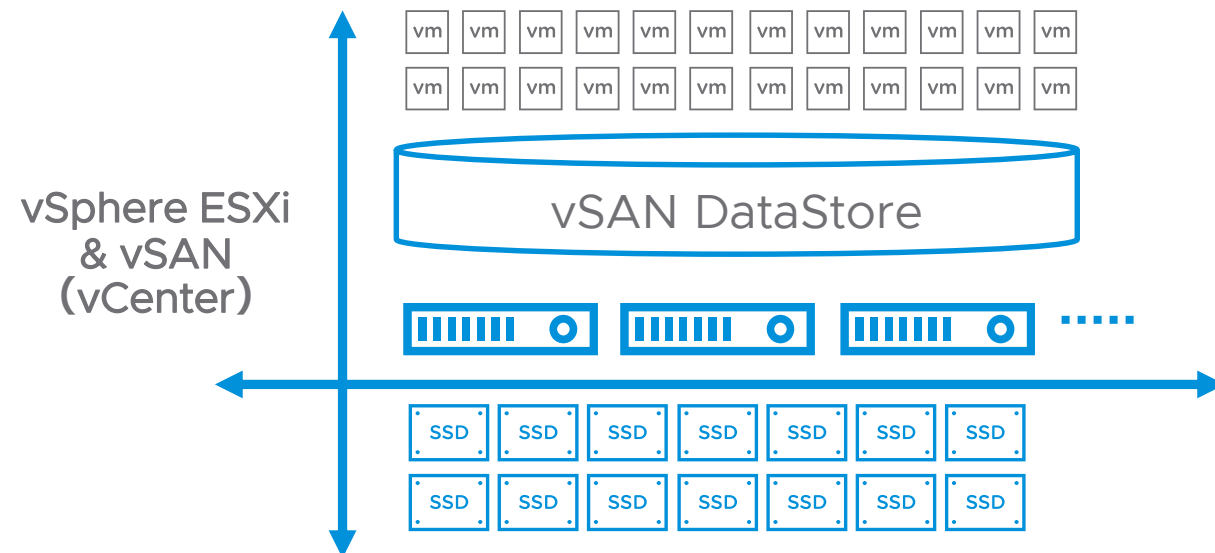 vm vm vm vm vm vm vm vm vm vm vm vm
vm vm vm vm vm vm vm vm vm vm vm vm
vSAN DataStore
vSphere ESXi
& vSAN
(vCenter)
SSD SSD SSD SSD SSD SSD SSD
SSD SSD SSD SSD SSD SSD SSD